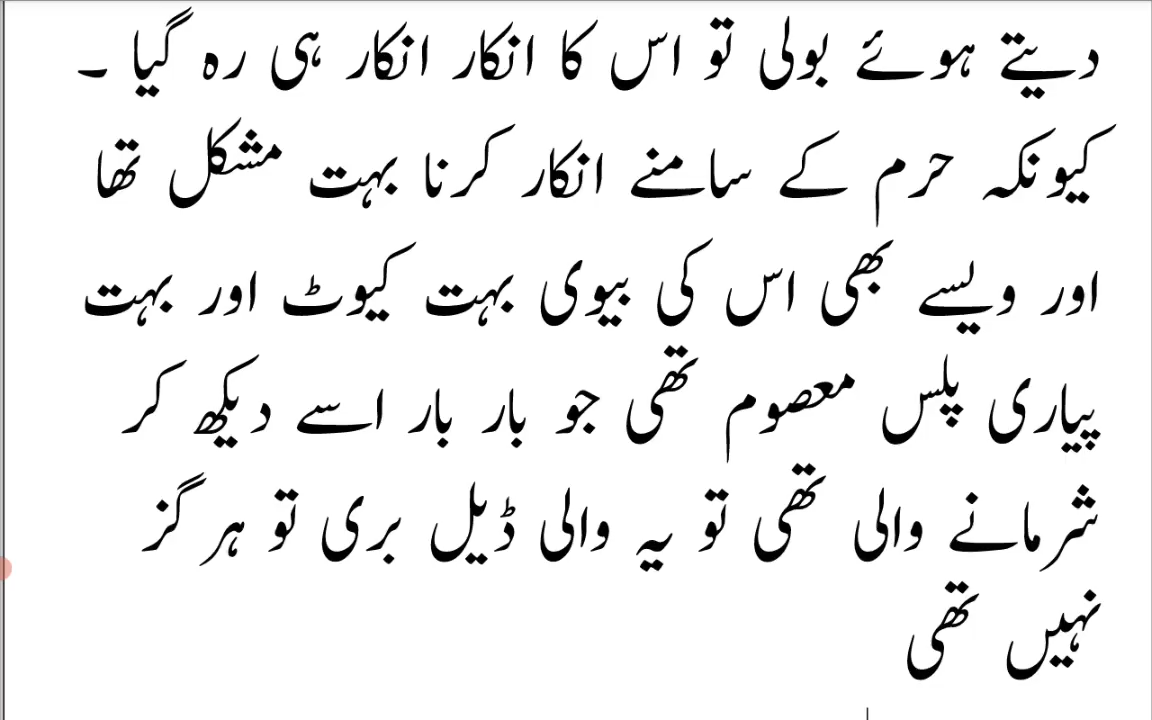 دیتے ہوئے بولی تو اس کا انکار انکار ہی رہ گیا ۔
کیونکہ حرم کے سامنے انکار کرنا بہت مشکل تھا
اور ویسے بھی اس کی بیوی بہت کیوٹ اور بہت
پیاری پلس معصوم تھی جو بار بار اسے دیکھ کر
شرمانے والی تھی تو یہ والی ڈیل بری تو ہر گز
نہیں تھی